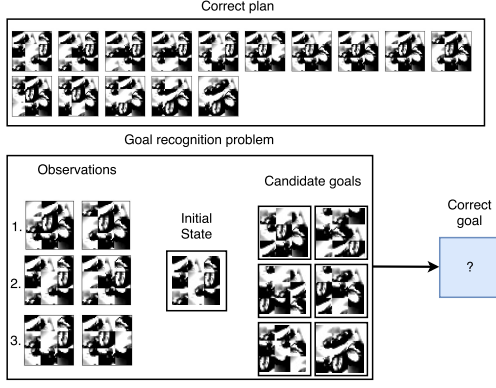 Correct plan
Goal recognition problem
Observations
Candidate goals
Initial
State
Correct
goal
1.
2.
3.
?